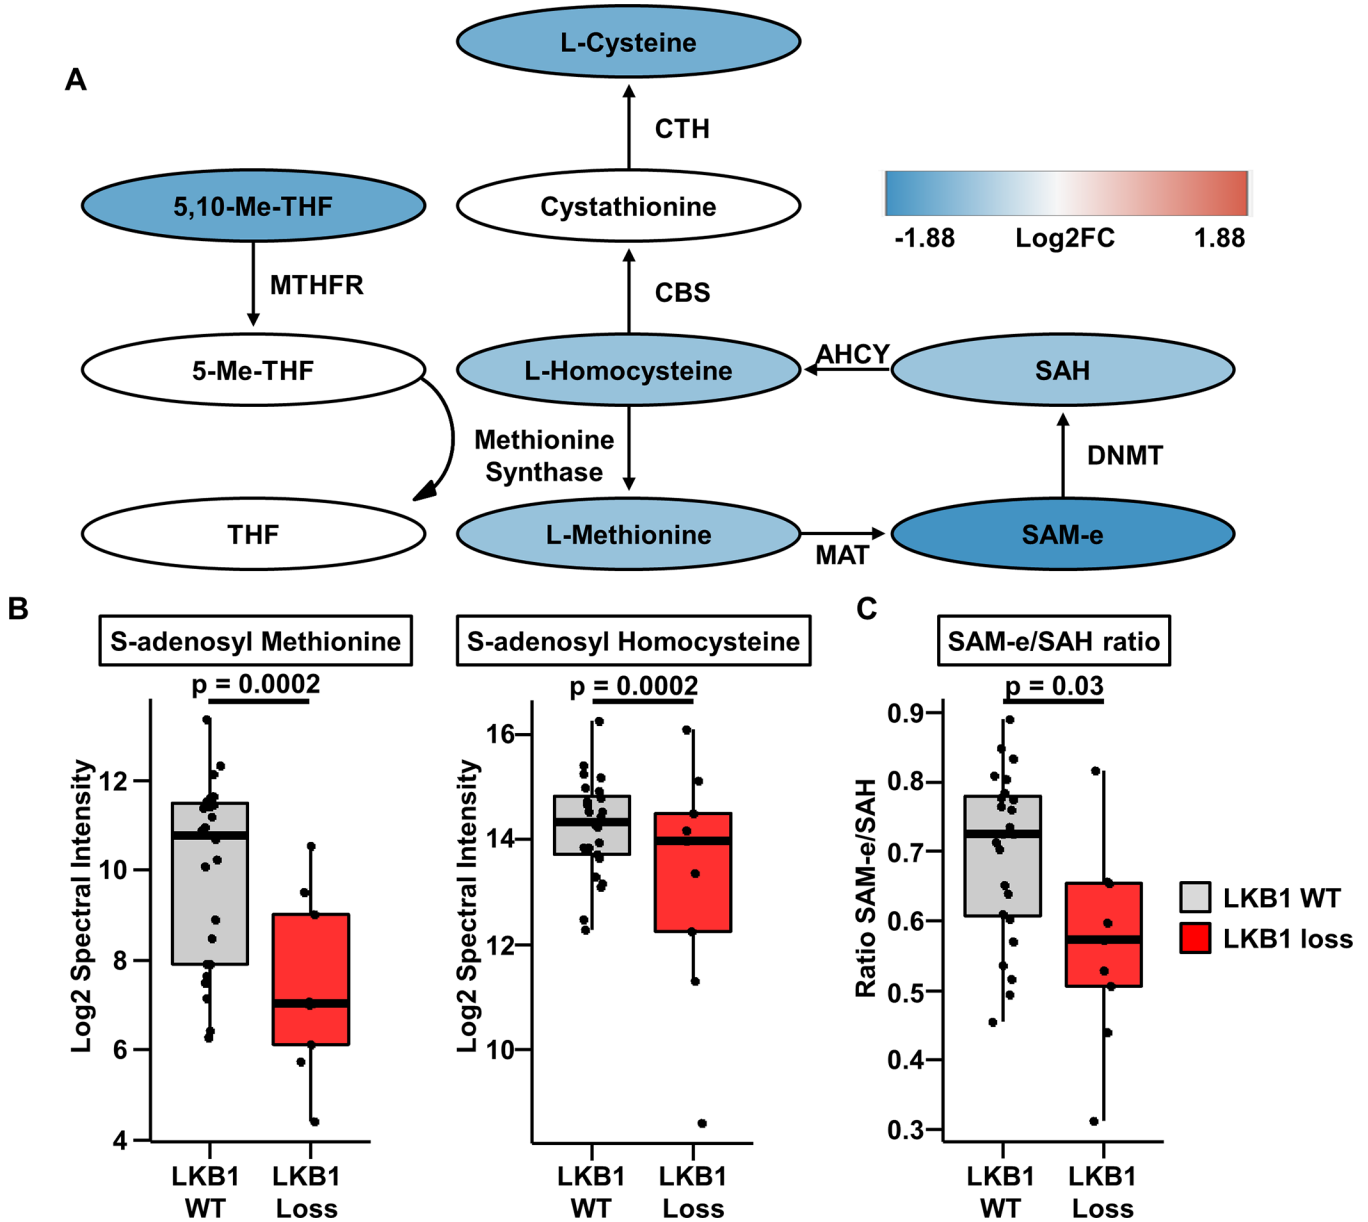 A
L-Cysteine
CTH
5,10-Me-THF
Cystathionine
-1.88 Log2FC 1.88
MTHFR
CBS
5-Me-THF
L-Homocysteine
AHCY
SAH
Methionine
Synthase
DNMT
THF
L-Methionine
MAT
SAM-e
B
S-adenosyl Methionine
p = 0.0002
Log2 Spectral Intensity
12
10
8
6
4
LKB1
WT
LKB1
Loss
S-adenosyl Homocysteine
p = 0.0002
Log2 Spectral Intensity
16
14
12
10
LKB1
WT
LKB1
Loss
C
SAM-e/SAH ratio
p = 0.03
Ratio SAM-e/SAH
0.9
0.8
0.7
0.6
0.5
0.4
0.3
LKB1
WT
LKB1
Loss
LKB1 WT
LKB1 loss